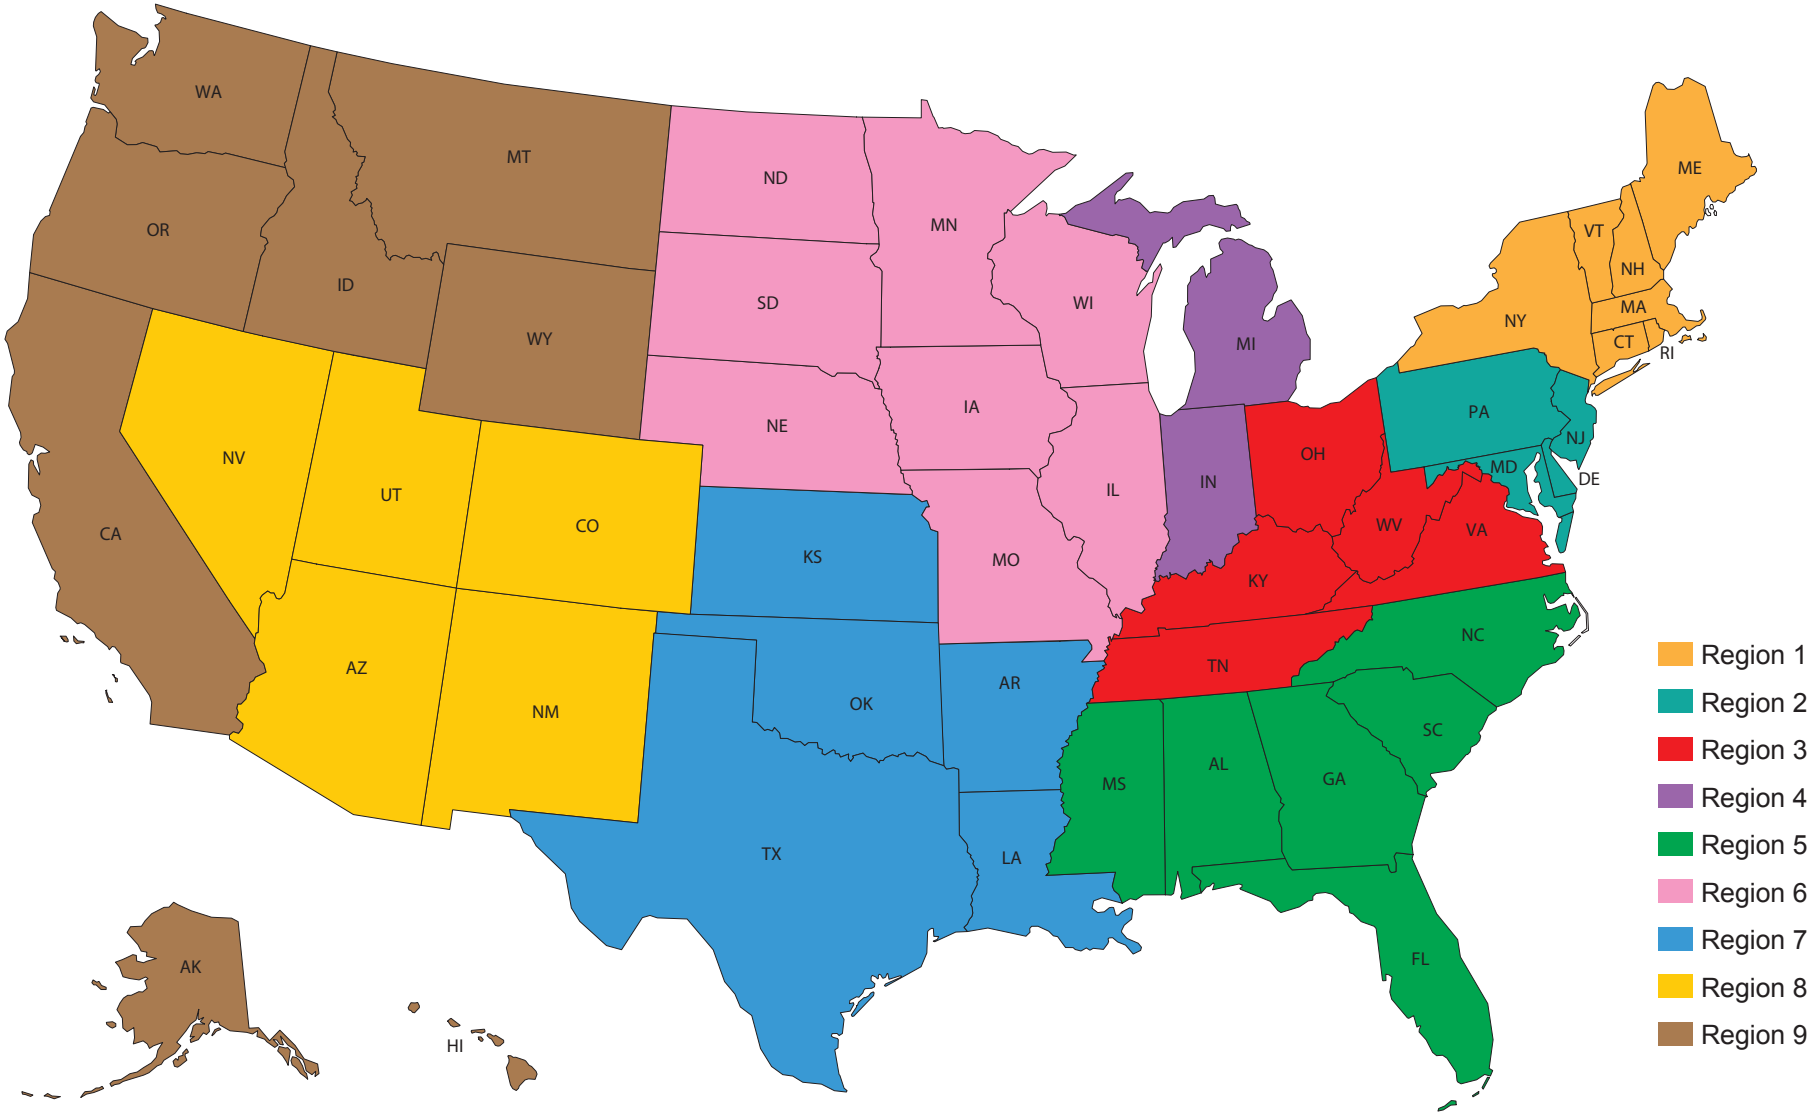 WA
MT
ND
MN
ME
OR
ID
WY
SD
WI
MI
VT
NH
NY
MA
CT
RI
NV
UT
CO
NE
IA
IL
IN
OH
PA
NJ
MD
DE
CA
KS
MO
KY
WV
VA
AZ
NM
OK
AR
TN
NC
TX
LA
MS
AL
GA
SC
FL
AK
HI
Region 1
Region 2
Region 3
Region 4
Region 5
Region 6
Region 7
Region 8
Region 9